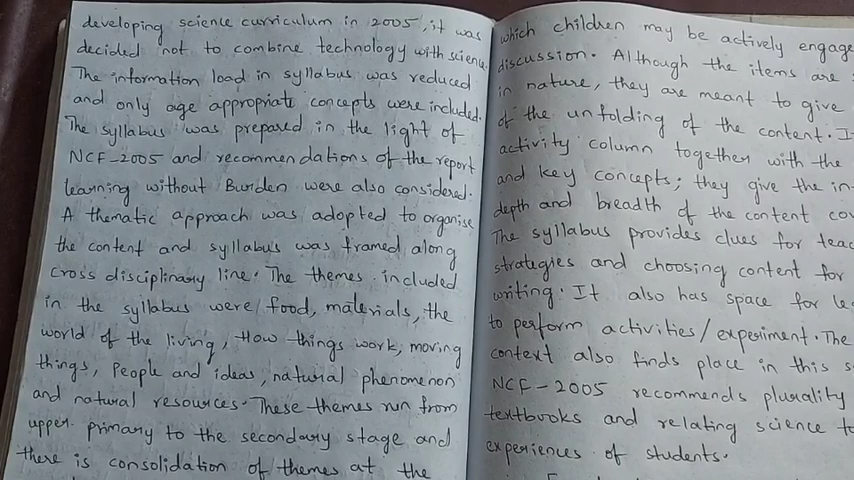 developing science curriculum in 2005, it was
decided not to combine technology with science.
The information load in syllabus was reduced
and only age appropriate concepts were included.
The syllabus was prepared in the light of
NCF-2005 and recommendations of the report
learning without Burden were also considered.
A thematic approach was adopted to organise
the content and syllabus was framed along
cross disciplinary line. The themes included
in the syllabus were food, materials, the
world of the living, How things work, moving
things, People and ideas, natural phenomenon
and natural resources. These themes run from
upper primary to the secondary stage and
there is consolidation of themes at the
which children may be actively engage
discussion. Although the items are
in nature, they are meant to give
of the unfolding of the content. I
activity column together with the
and key concepts; they give the in-
depth and breadth of the content co
The syllabus provides clues for teac
strategies and choosing content for
writing. It also has space for le
to perform activities/experiment. The
context also finds place in this s
NCF-2005 recommends plurality
textbooks and relating science to
experiences of students.